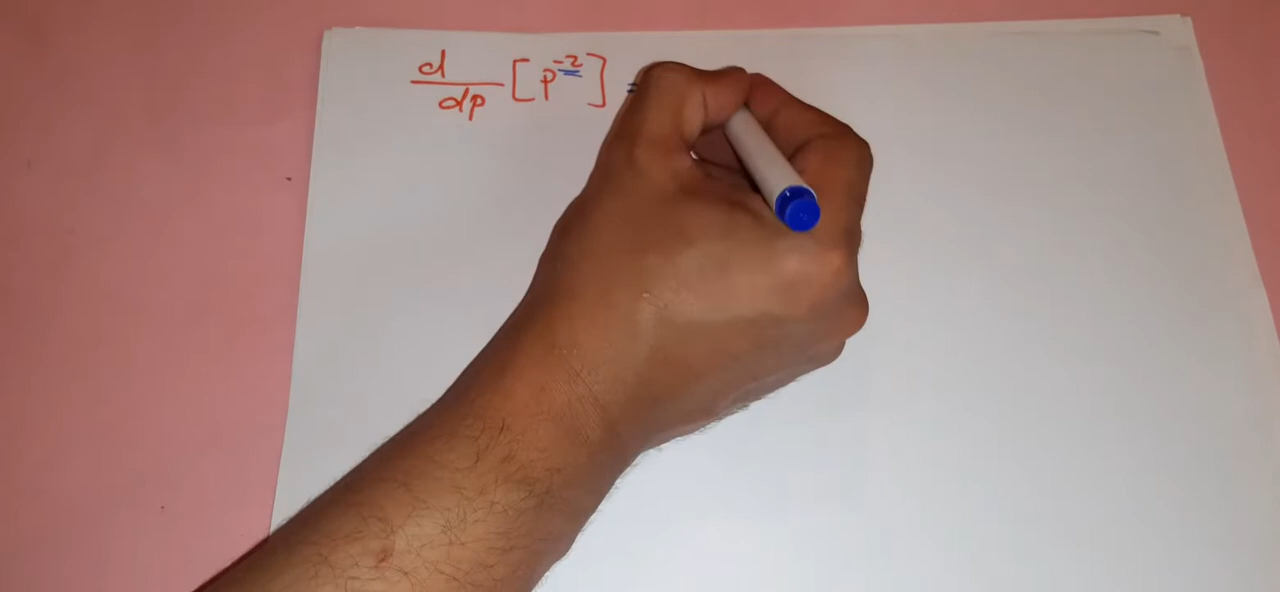 d/dp [p⁻²] =